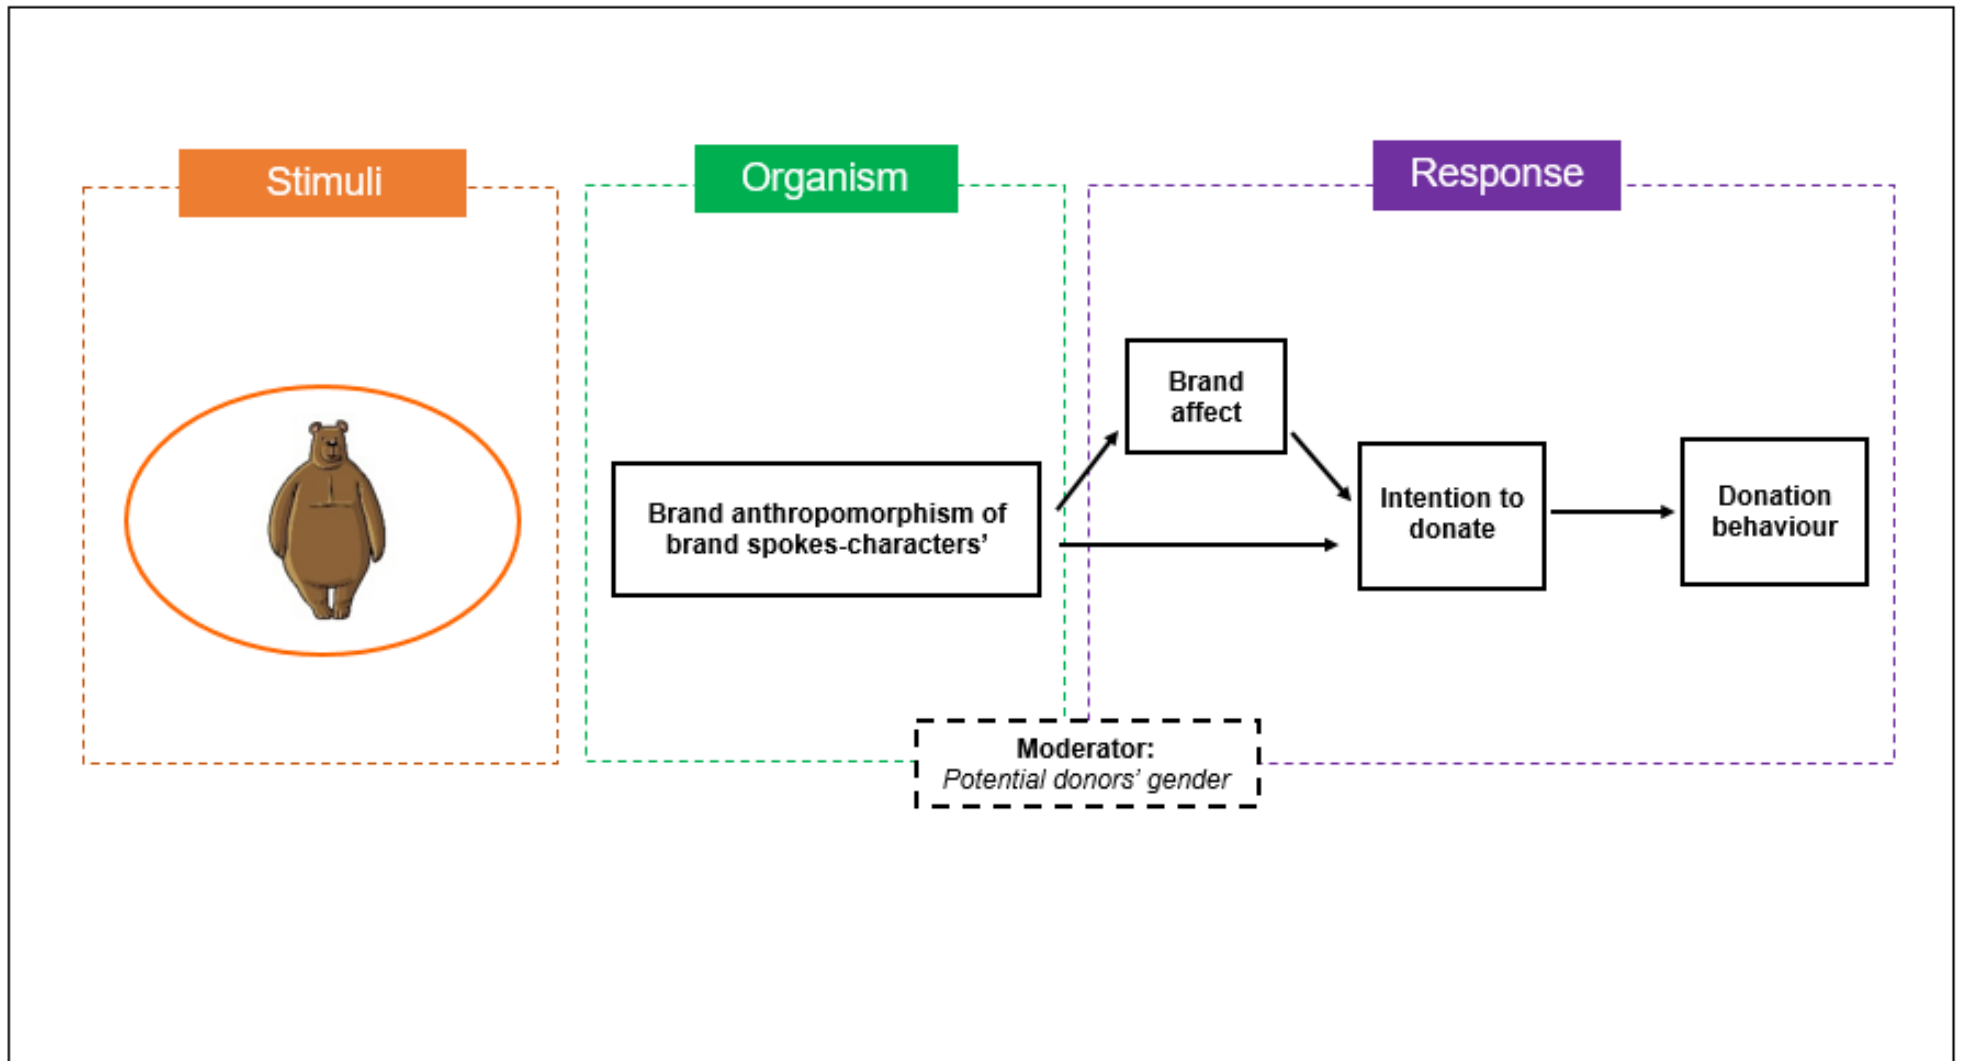 Stimuli
Organism
Response
Brand
affect
Brand anthropomorphism of
brand spokes-characters’
Intention to
donate
Donation
behaviour
Moderator:
Potential donors’ gender